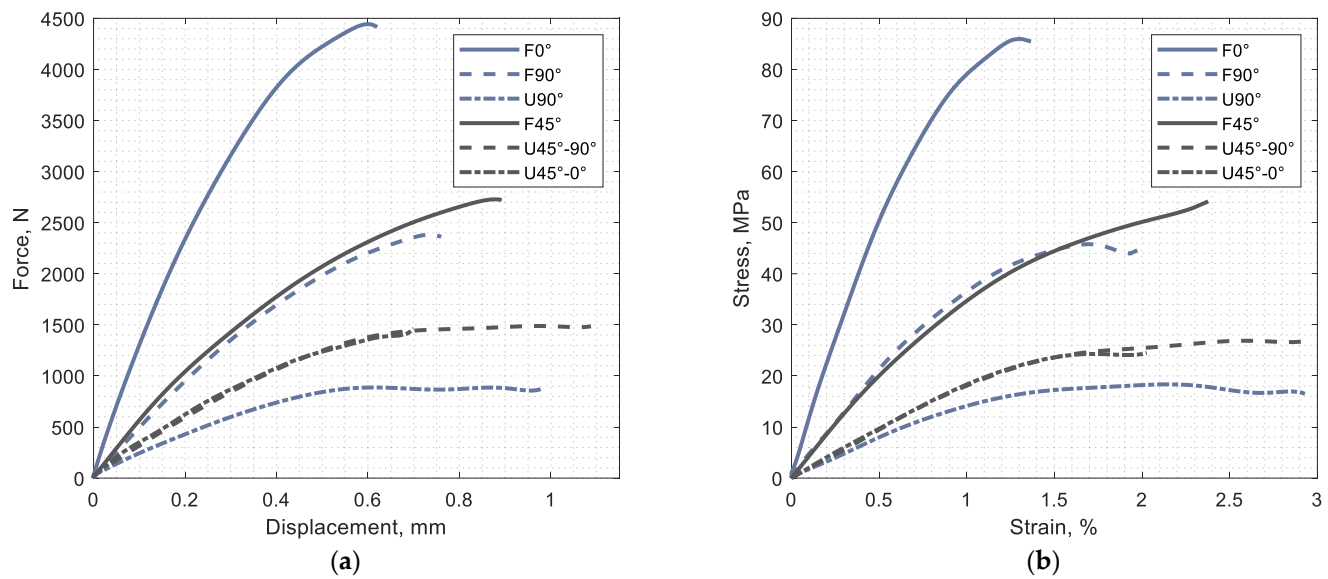 4500
4000
3500
3000
2500
2000
1500
1000
500
0
Force, N
0 0.2 0.4 0.6 0.8 1
Displacement, mm
F0°
F90°
U90°
F45°
U45°-90°
U45°-0°
(a)
90
80
70
60
50
40
30
20
10
0
Stress, MPa
0 0.5 1 1.5 2 2.5 3
Strain, %
F0°
F90°
U90°
F45°
U45°-90°
U45°-0°
(b)